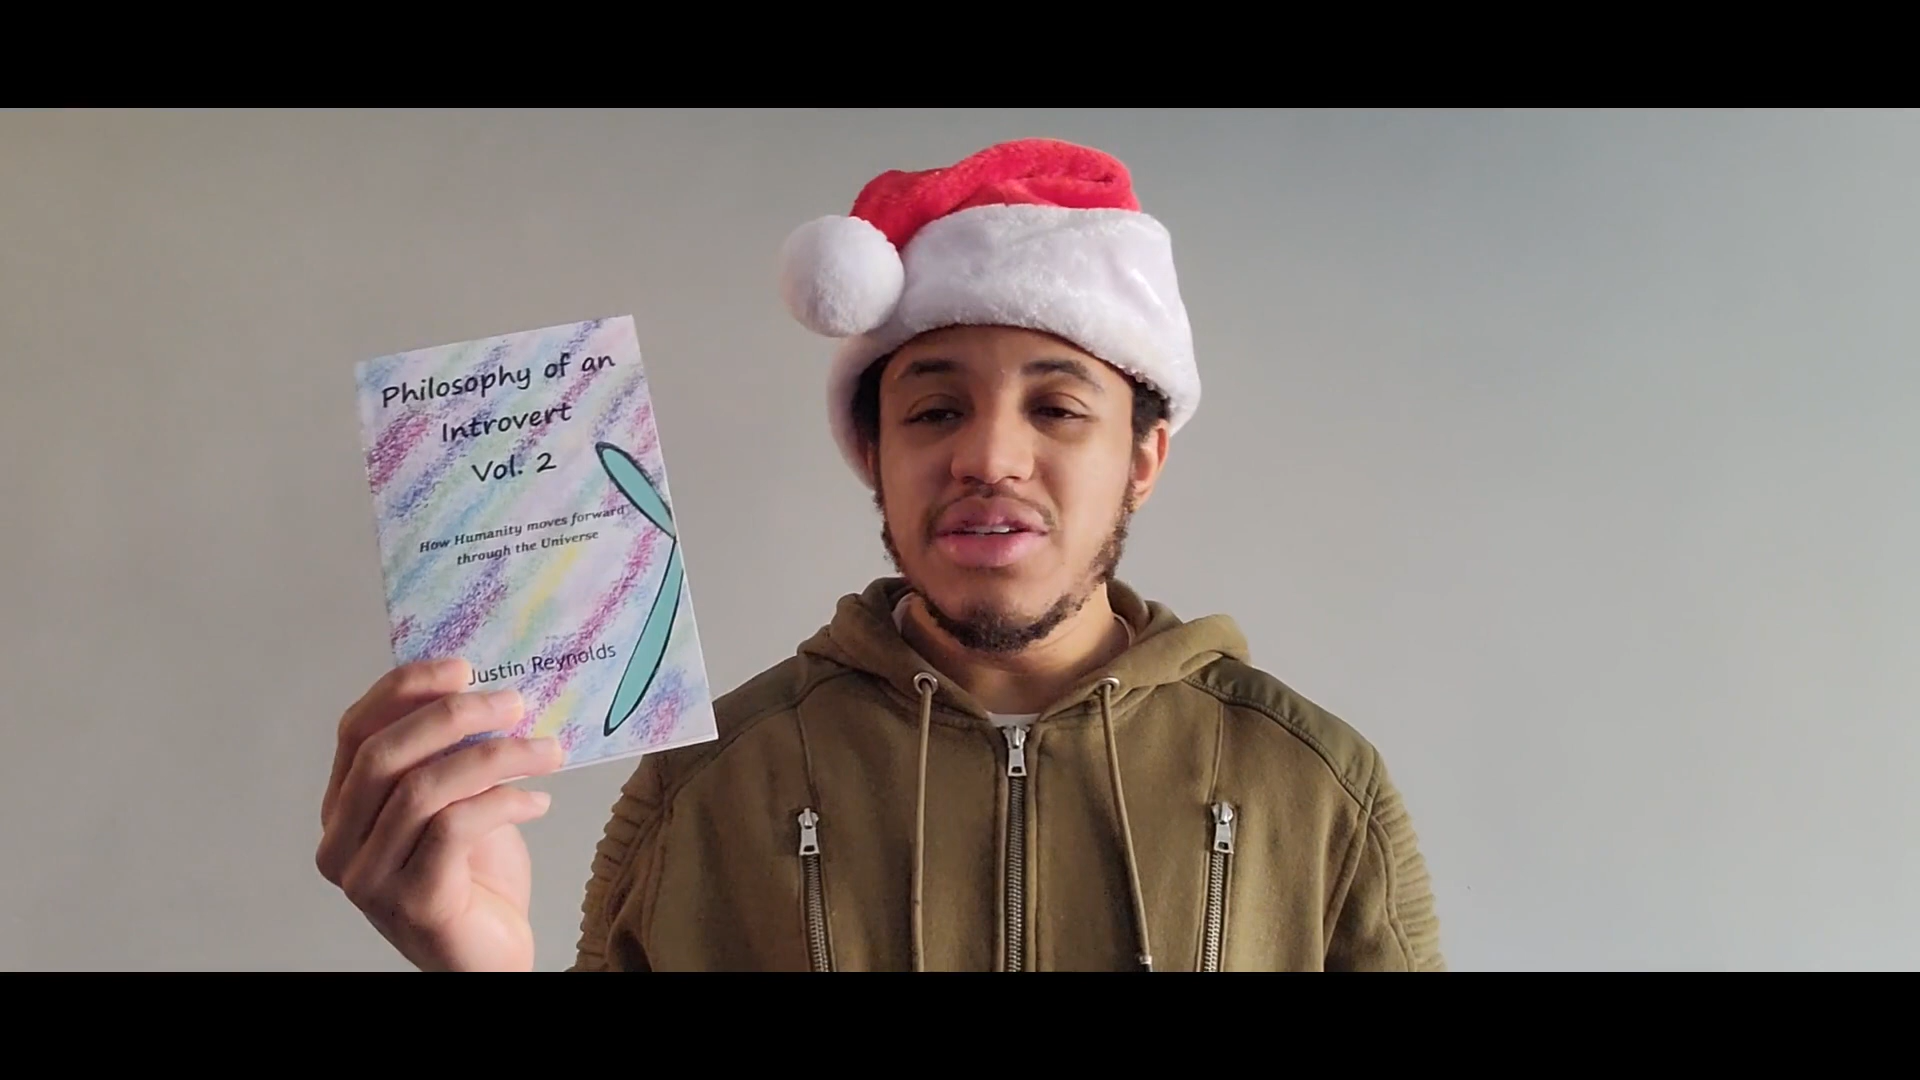 Philosophy of an
Introvert
Vol. 2
How Humanity moves forward
through the Universe
Justin Reynolds